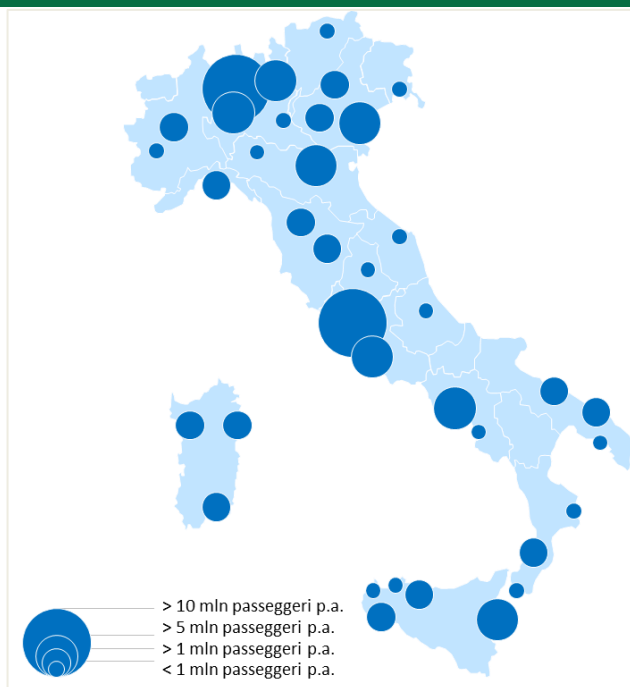 > 10 mln passeggeri p.a.
> 5 mln passeggeri p.a.
> 1 mln passeggeri p.a.
< 1 mln passeggeri p.a.